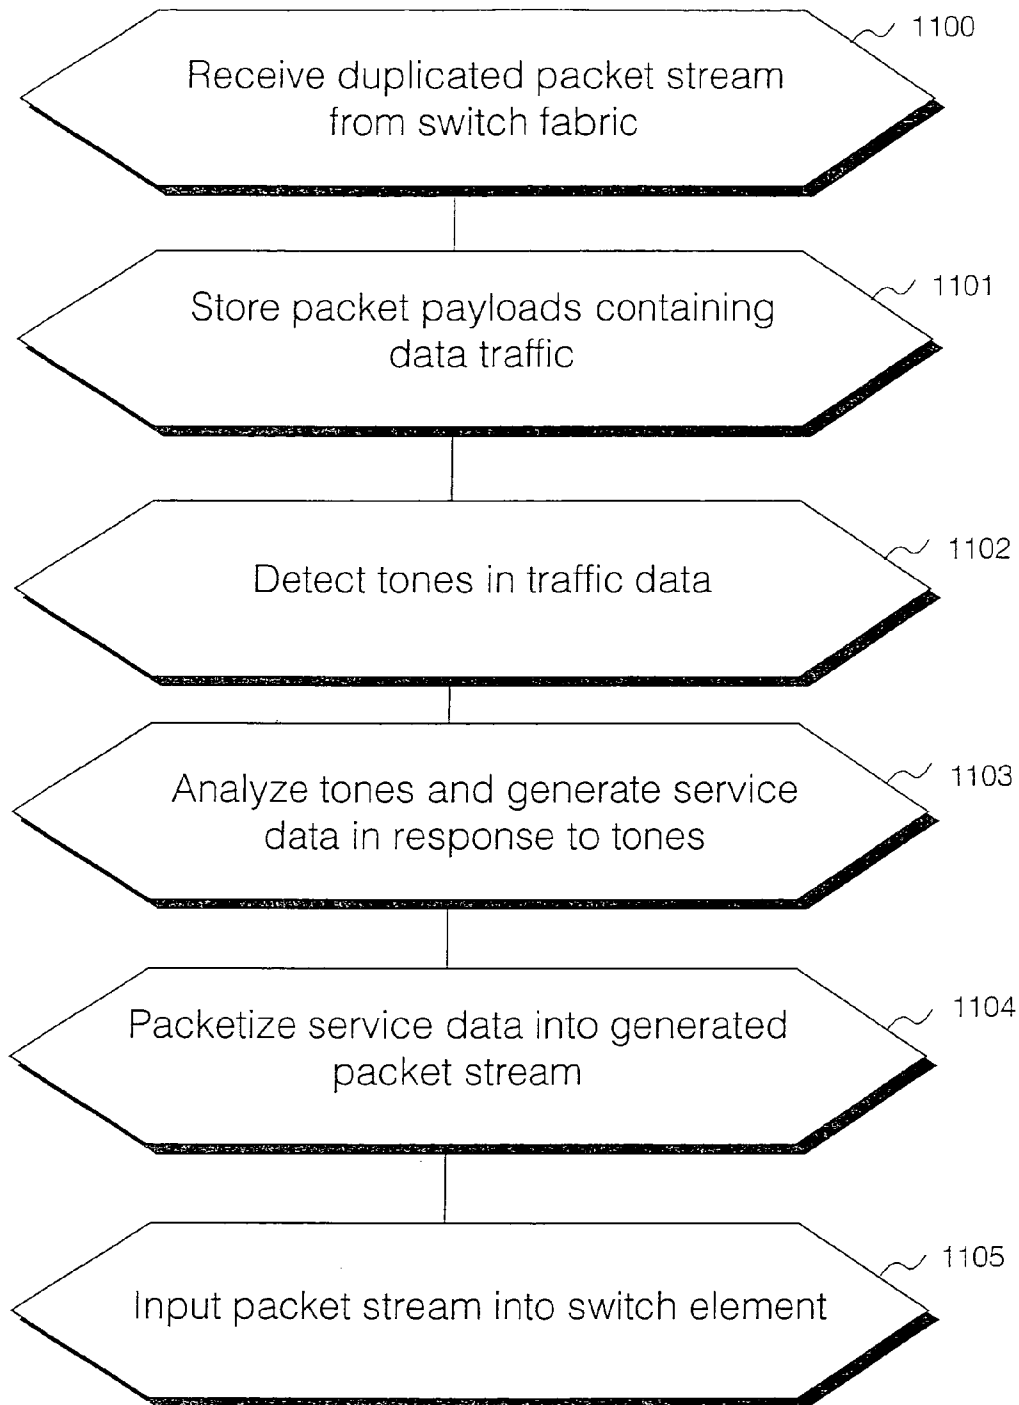 1100
Receive duplicated packet stream
from switch fabric
1101
Store packet payloads containing
data traffic
1102
Detect tones in traffic data
1103
Analyze tones and generate service
data in response to tones
1104
Packetize service data into generated
packet stream
1105
Input packet stream into switch element